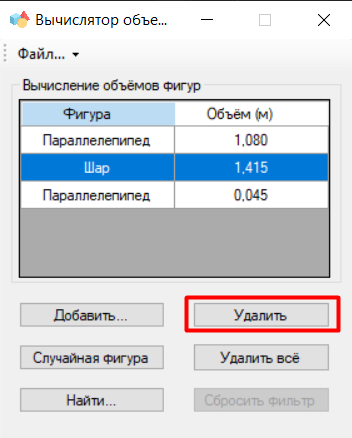 Вычислятор объе...
Файл...
Вычисление объёмов фигур
Фигура Объём (м)
Параллелепипед 1,080
Шар 1,415
Параллелепипед 0,045
Добавить... Удалить
Случайная фигура Удалить всё
Найти... Сбросить фильтр